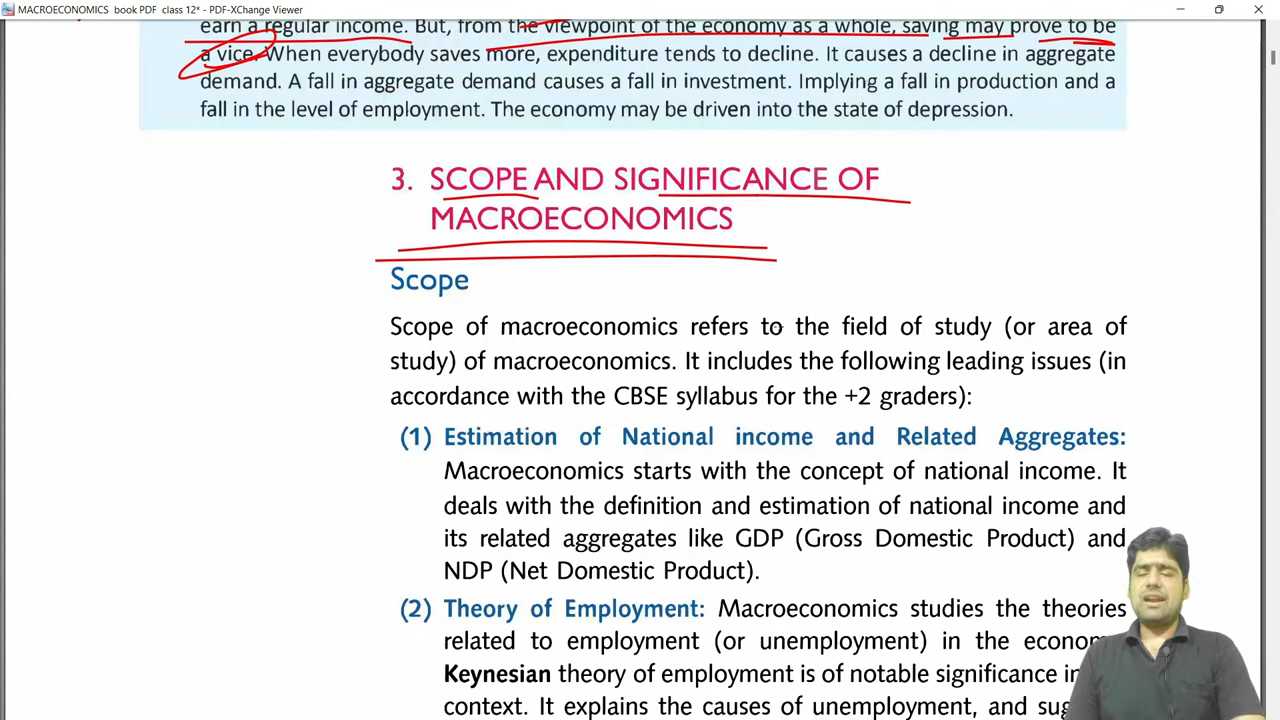 MACROECONOMICS book PDF class 12* - PDF-XChange Viewer
earn a regular income. But, from the viewpoint of the economy as a whole, saving may prove to be
a vice. When everybody saves more, expenditure tends to decline. It causes a decline in aggregate
demand. A fall in aggregate demand causes a fall in investment. Implying a fall in production and a
fall in the level of employment. The economy may be driven into the state of depression.
3. SCOPE AND SIGNIFICANCE OF
MACROECONOMICS
Scope
Scope of macroeconomics refers to the field of study (or area of
study) of macroeconomics. It includes the following leading issues (in
accordance with the CBSE syllabus for the +2 graders):
(1) Estimation of National income and Related Aggregates:
Macroeconomics starts with the concept of national income. It
deals with the definition and estimation of national income and
its related aggregates like GDP (Gross Domestic Product) and
NDP (Net Domestic Product).
(2) Theory of Employment: Macroeconomics studies the theories
related to employment (or unemployment) in the
Keynesian theory of employment is of notable significance
context. It explains the causes of unemployment, and